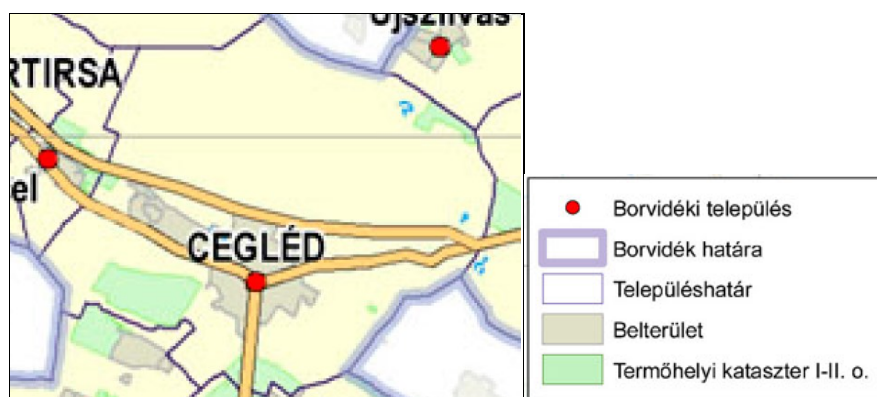 Újszilvás
RTIRSA
el
CEGLÉD
Borvidéki település
Borvidék határa
Településhatár
Belterület
Termőhelyi kataszter I-II. o.